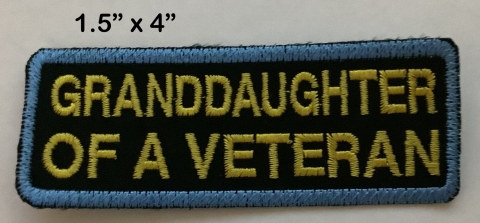 1.5” x 4”
GRANDDAUGHTER
OF A VETERAN